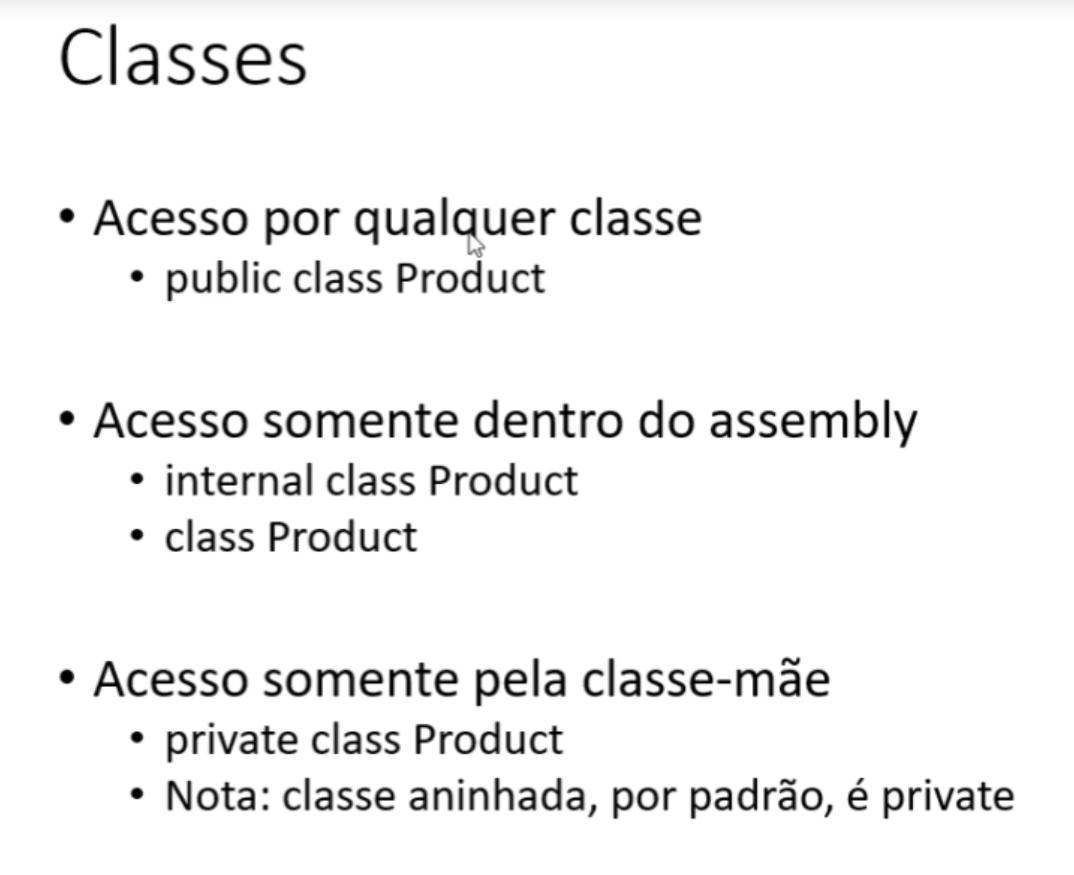 Classes
• Acesso por qualquer classe
• public class Product
• Acesso somente dentro do assembly
• internal class Product
• class Product
• Acesso somente pela classe-mãe
• private class Product
• Nota: classe aninhada, por padrão, é private